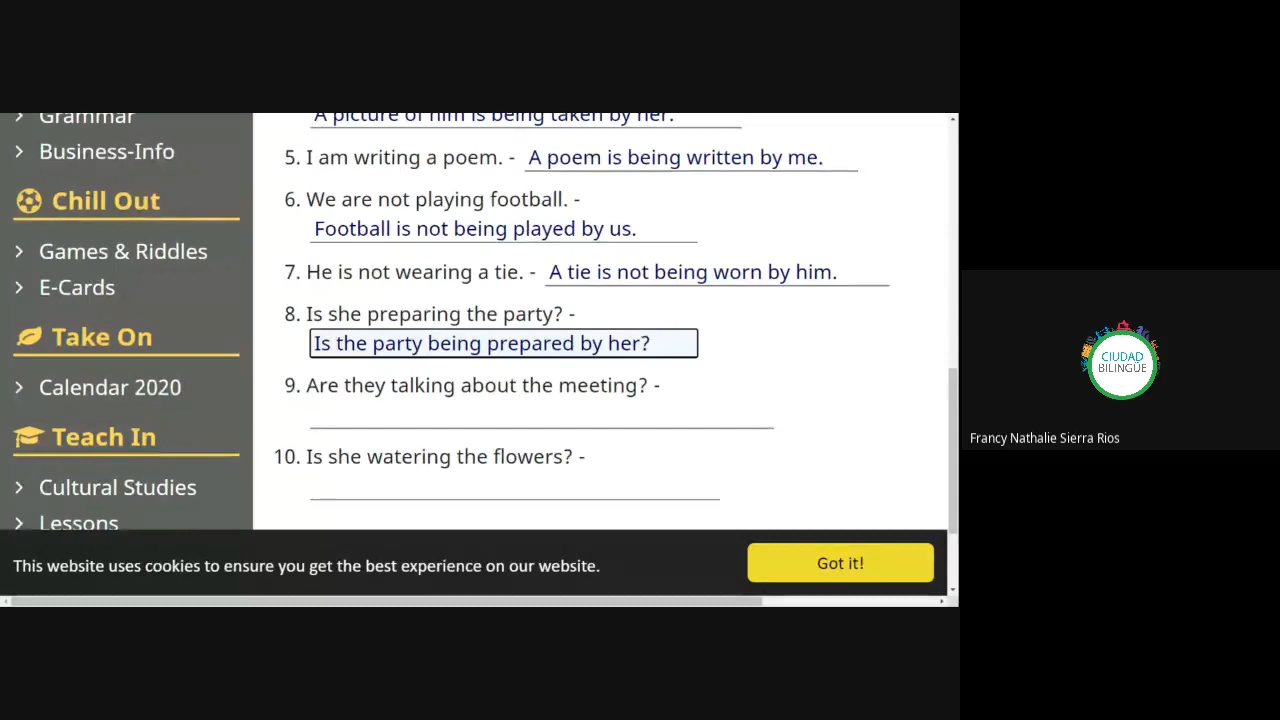 Grammar
Business-Info
Chill Out
Games & Riddles
E-Cards
Take On
Calendar 2020
Teach In
Cultural Studies
Lessons
A picture of him is being taken by her.
5. I am writing a poem. - A poem is being written by me.
6. We are not playing football. -
Football is not being played by us.
7. He is not wearing a tie. - A tie is not being worn by him.
8. Is she preparing the party? -
Is the party being prepared by her?
9. Are they talking about the meeting? -
10. Is she watering the flowers? -
This website uses cookies to ensure you get the best experience on our website.
Got it!
CIUDAD
BILINGÜE
Francy Nathalie Sierra Rios